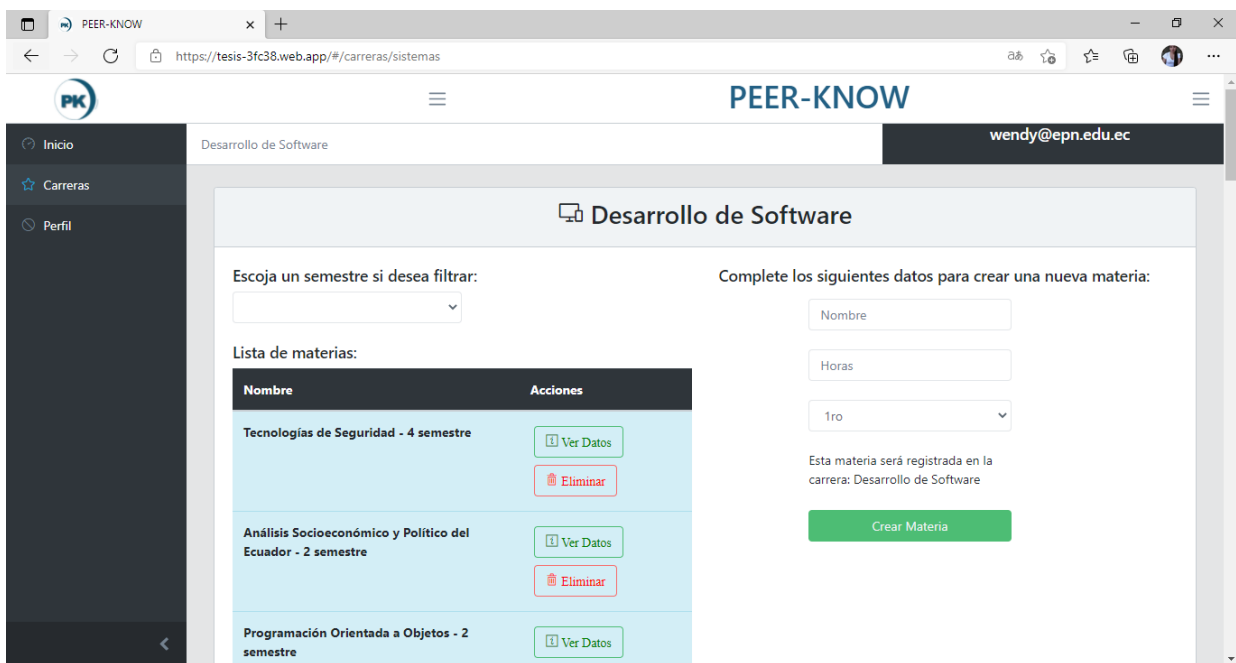 PEER-KNOW
https://tesis-3fc38.web.app/#/carreras/sistemas
aあ
PK
PEER-KNOW
Inicio
Carreras
Perfil
Desarrollo de Software
wendy@epn.edu.ec
Desarrollo de Software
Escoja un semestre si desea filtrar:
Lista de materias:
Nombre Acciones
Tecnologías de Seguridad - 4 semestre
Ver Datos
Eliminar
Análisis Socioeconómico y Político del
Ecuador - 2 semestre
Ver Datos
Eliminar
Programación Orientada a Objetos - 2
semestre
Ver Datos
Complete los siguientes datos para crear una nueva materia:
Nombre
Horas
1ro
Esta materia será registrada en la
carrera: Desarrollo de Software
Crear Materia